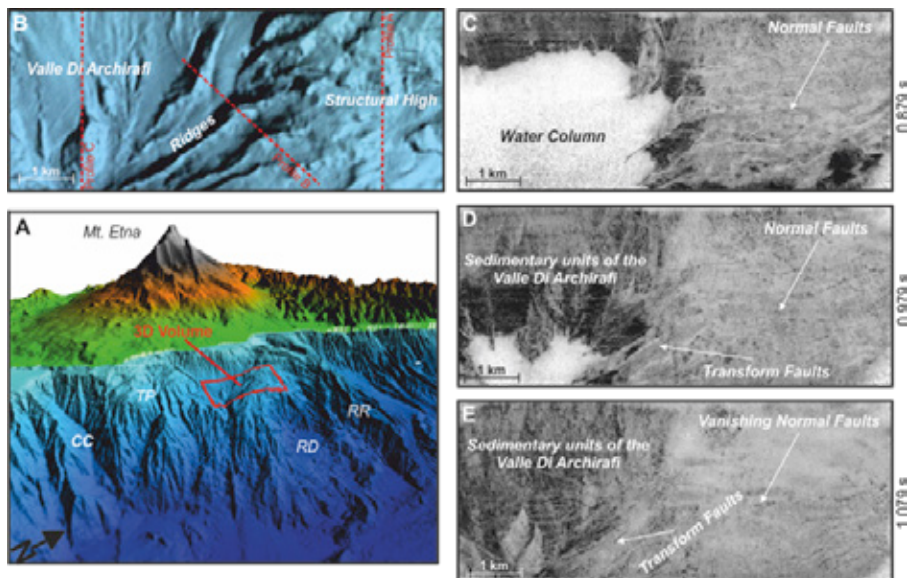 B
Valle Di Archirafi
Structural High
Ridges
1 km
A
Mt. Etna
3D Volume
TP
RR
CC
RD
C
Normal Faults
Water Column
1 km
0.879 s
D
Normal Faults
Sedimentary units of the
Valle Di Archirafi
Transform Faults
1 km
0.979 s
E
Vanishing Normal Faults
Sedimentary units of the
Valle Di Archirafi
Transform Faults
1 km
1.079 s